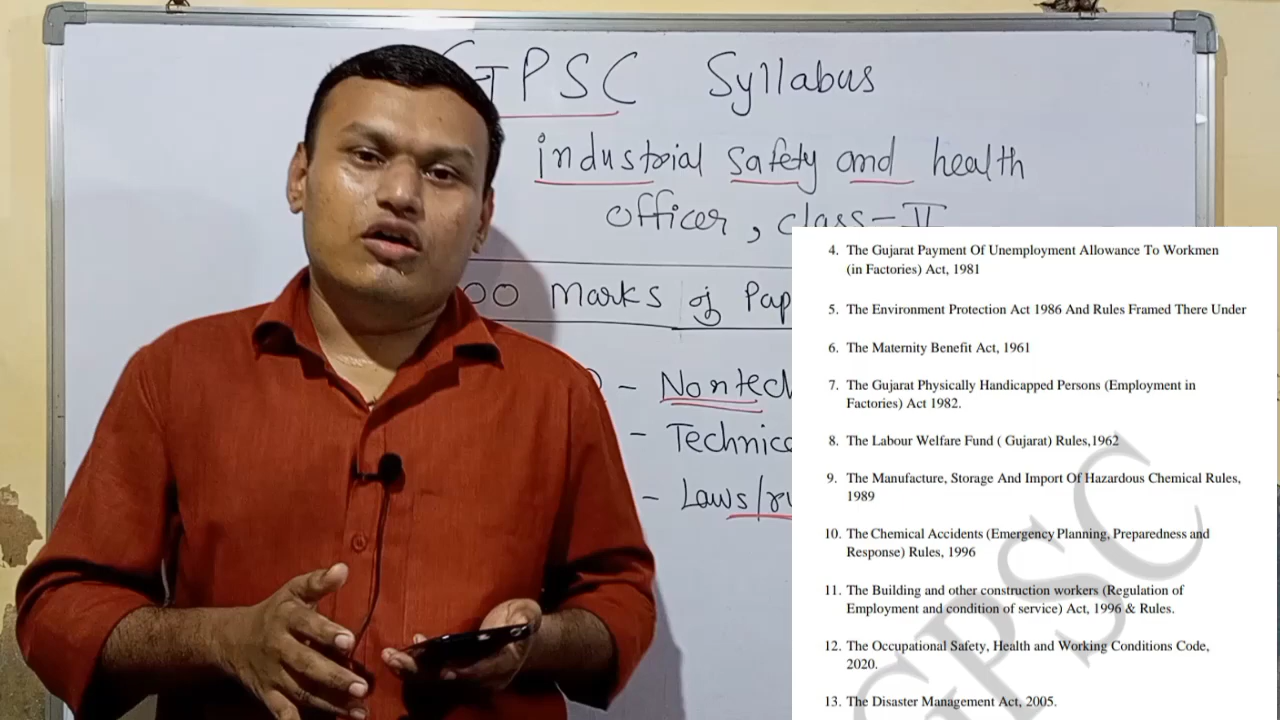 GPSC Syllabus
industrial safety and health
officer, class-II
00 Marks of Pap
0 - Nontech
- Technica
- Laws/ru
4. The Gujarat Payment Of Unemployment Allowance To Workmen
(in Factories) Act, 1981
5. The Environment Protection Act 1986 And Rules Framed There Under
6. The Maternity Benefit Act, 1961
7. The Gujarat Physically Handicapped Persons (Employment in
Factories) Act 1982.
8. The Labour Welfare Fund ( Gujarat) Rules,1962
9. The Manufacture, Storage And Import Of Hazardous Chemical Rules,
1989
10. The Chemical Accidents (Emergency Planning, Preparedness and
Response) Rules, 1996
11. The Building and other construction workers (Regulation of
Employment and condition of service) Act, 1996 & Rules.
12. The Occupational Safety, Health and Working Conditions Code,
2020.
13. The Disaster Management Act, 2005.
GPSC